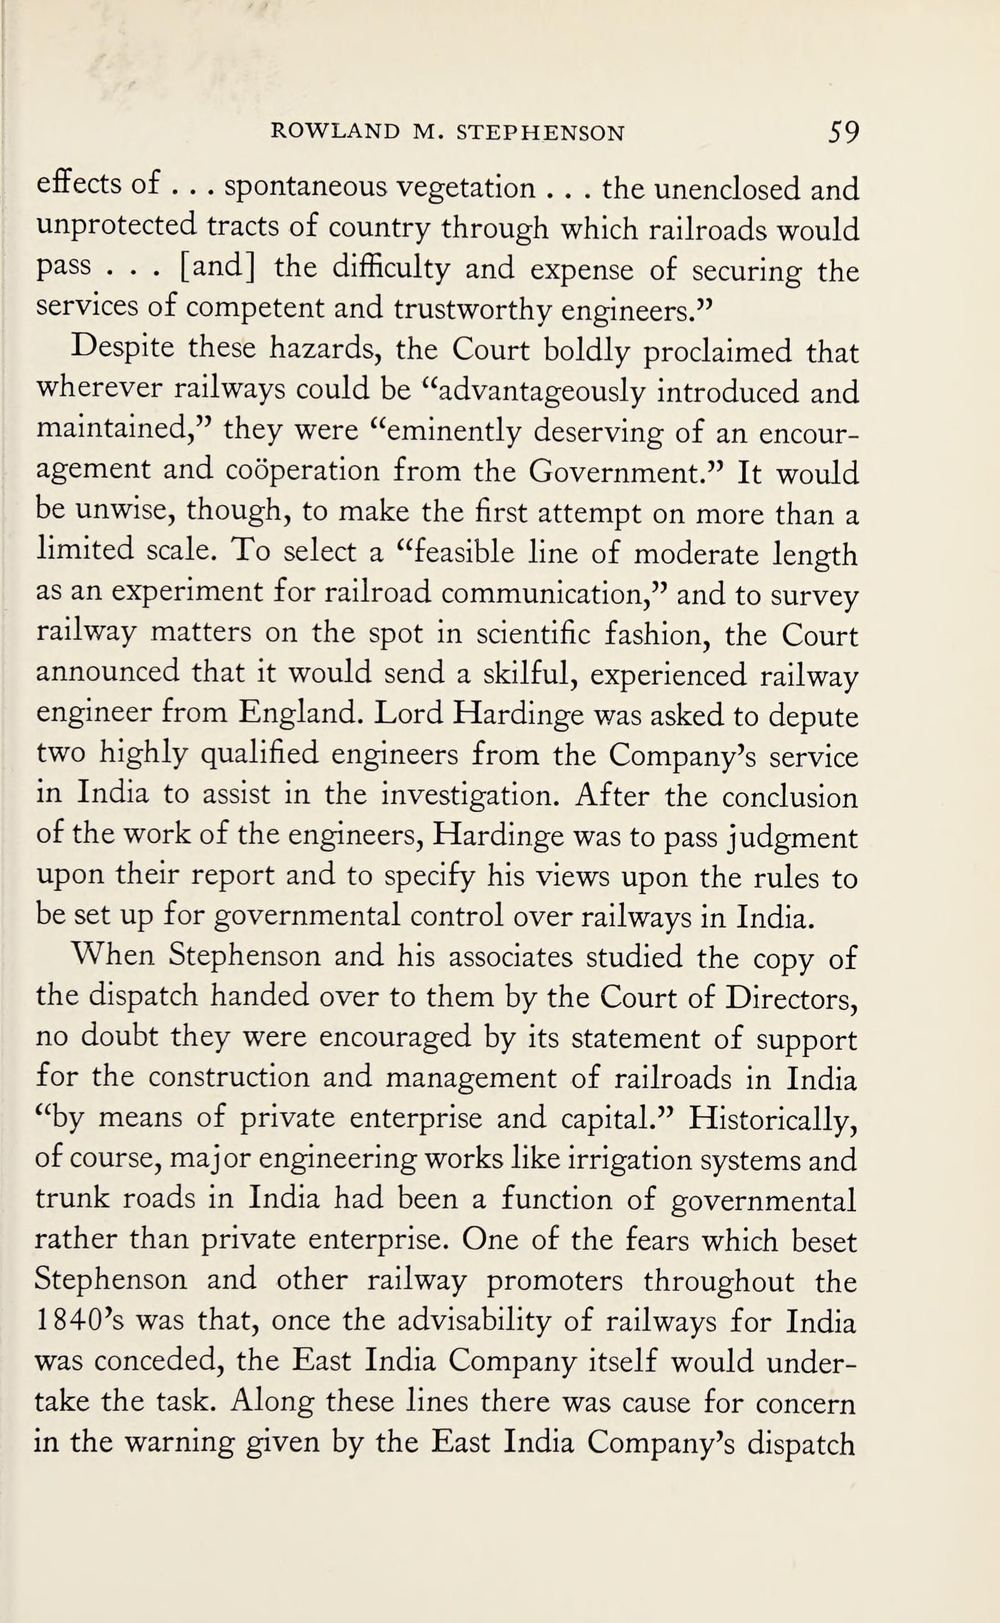 ROWLAND M. STEPHENSON 59
effects of . . . spontaneous vegetation . . . the unenclosed and
unprotected tracts of country through which railroads would
pass . . . [and] the difficulty and expense of securing the
services of competent and trustworthy engineers.”
Despite these hazards, the Court boldly proclaimed that
wherever railways could be “advantageously introduced and
maintained,” they were “eminently deserving of an encour-
agement and coöperation from the Government.” It would
be unwise, though, to make the first attempt on more than a
limited scale. To select a “feasible line of moderate length
as an experiment for railroad communication,” and to survey
railway matters on the spot in scientific fashion, the Court
announced that it would send a skilful, experienced railway
engineer from England. Lord Hardinge was asked to depute
two highly qualified engineers from the Company’s service
in India to assist in the investigation. After the conclusion
of the work of the engineers, Hardinge was to pass judgment
upon their report and to specify his views upon the rules to
be set up for governmental control over railways in India.
When Stephenson and his associates studied the copy of
the dispatch handed over to them by the Court of Directors,
no doubt they were encouraged by its statement of support
for the construction and management of railroads in India
“by means of private enterprise and capital.” Historically,
of course, major engineering works like irrigation systems and
trunk roads in India had been a function of governmental
rather than private enterprise. One of the fears which beset
Stephenson and other railway promoters throughout the
1840’s was that, once the advisability of railways for India
was conceded, the East India Company itself would under-
take the task. Along these lines there was cause for concern
in the warning given by the East India Company’s dispatch